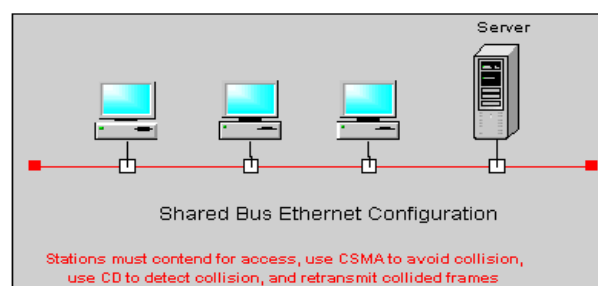 Server
Shared Bus Ethernet Configuration
Stations must contend for access, use CSMA to avoid collision,
use CD to detect collision, and retransmit collided frames